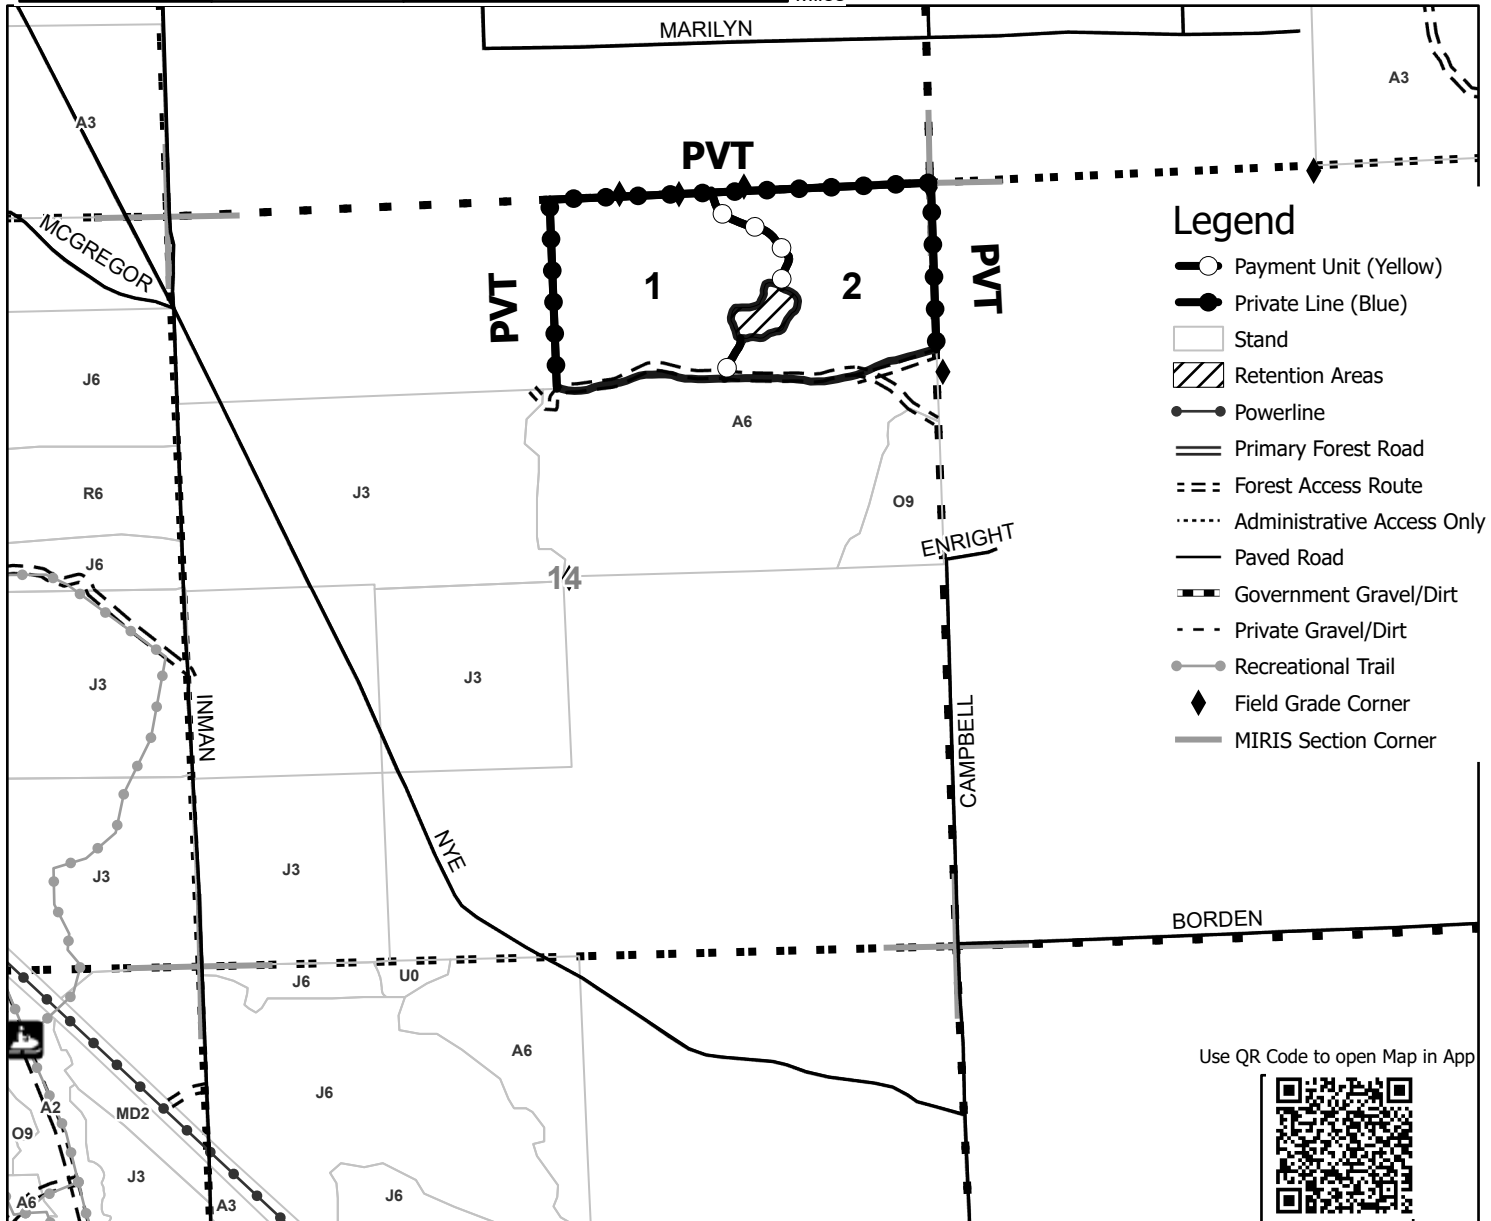 MARILYN
A3
A3
PVT
MCGREGOR
PVT
1
2
PVT
Legend
Payment Unit (Yellow)
Private Line (Blue)
Stand
Retention Areas
Powerline
Primary Forest Road
Forest Access Route
Administrative Access Only
Paved Road
Government Gravel/Dirt
Private Gravel/Dirt
Recreational Trail
Field Grade Corner
MIRIS Section Corner
J6
A6
R6
J3
O9
ENRIGHT
J6
14
J3
J3
INMAN
CAMPBELL
NYE
J3
J3
BORDEN
J6
U0
A6
Use QR Code to open Map in App
J6
A2
MD2
O9
J3
J6
A6
A3